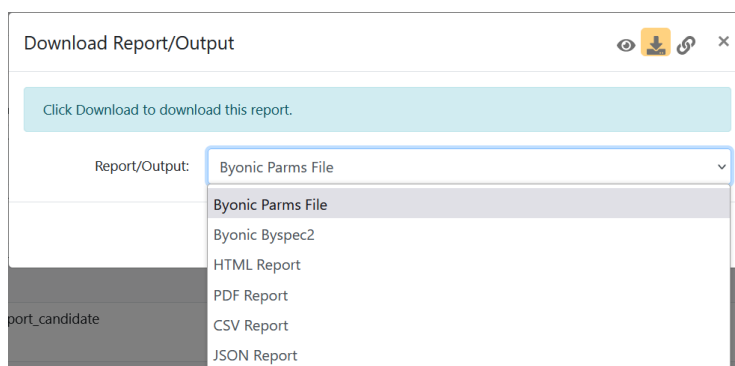 Download Report/Output
Click Download to download this report.
Report/Output: Byonic Parms File
Byonic Parms File
Byonic Byspec2
HTML Report
PDF Report
port_candidate
CSV Report
JSON Report